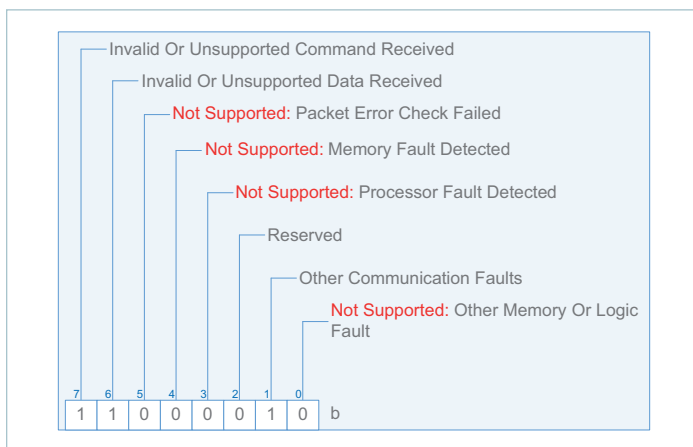 Invalid Or Unsupported Command Received
Invalid Or Unsupported Data Received
Not Supported: Packet Error Check Failed
Not Supported: Memory Fault Detected
Not Supported: Processor Fault Detected
Reserved
Other Communication Faults
Not Supported: Other Memory Or Logic
Fault
7 6 5 4 3 2 1 0
1 1 0 0 0 0 1 0 b